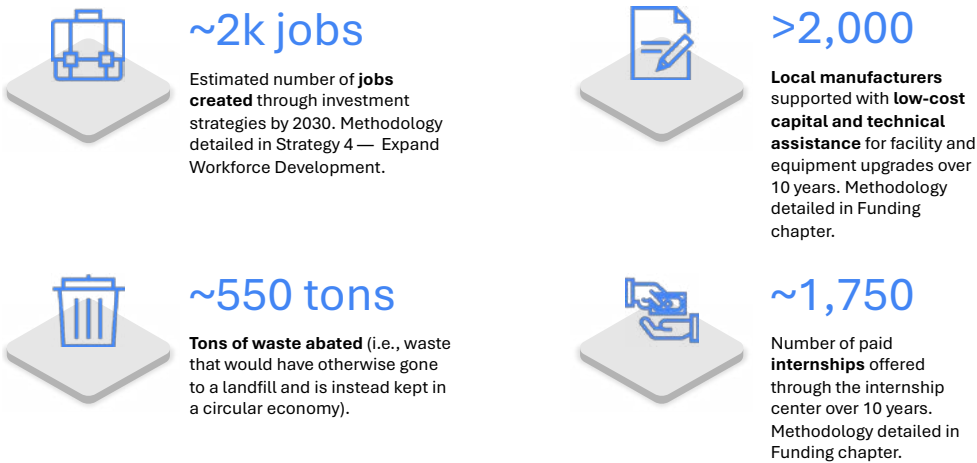 ~2k jobs
Estimated number of jobs
created through investment
strategies by 2030. Methodology
detailed in Strategy 4 — Expand
Workforce Development.
>2,000
Local manufacturers
supported with low-cost
capital and technical
assistance for facility and
equipment upgrades over
10 years. Methodology
detailed in Funding
chapter.
~550 tons
Tons of waste abated (i.e., waste
that would have otherwise gone
to a landfill and is instead kept in
a circular economy).
~1,750
Number of paid
internships offered
through the internship
center over 10 years.
Methodology detailed in
Funding chapter.